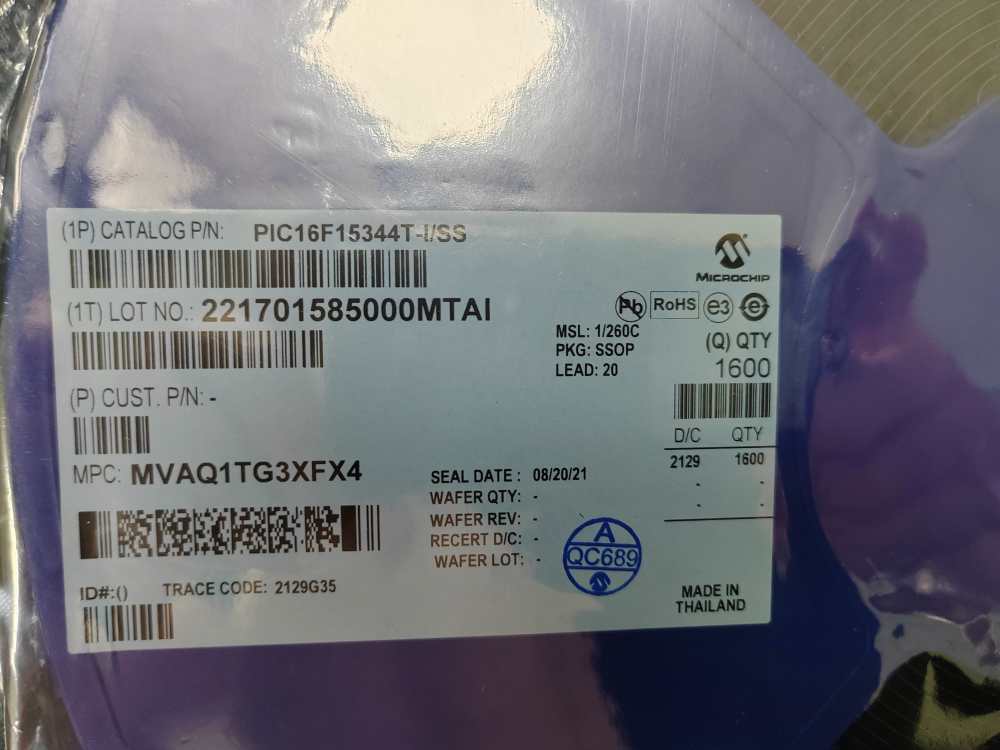 (1P) CATALOG P/N: PIC16F15344T-I/SS
MICROCHIP
(1T) LOT NO.: 221701585000MTAI
Pb RoHS e3 e
MSL: 1/260C
PKG: SSOP
LEAD: 20
(Q) QTY
1600
(P) CUST. P/N: -
D/C QTY
2129 1600
- -
- -
MPC: MVAQ1TG3XFX4
SEAL DATE : 08/20/21
WAFER QTY: -
WAFER REV: -
RECERT D/C: -
WAFER LOT: -
A
QC689
ID#:() TRACE CODE: 2129G35
MADE IN
THAILAND